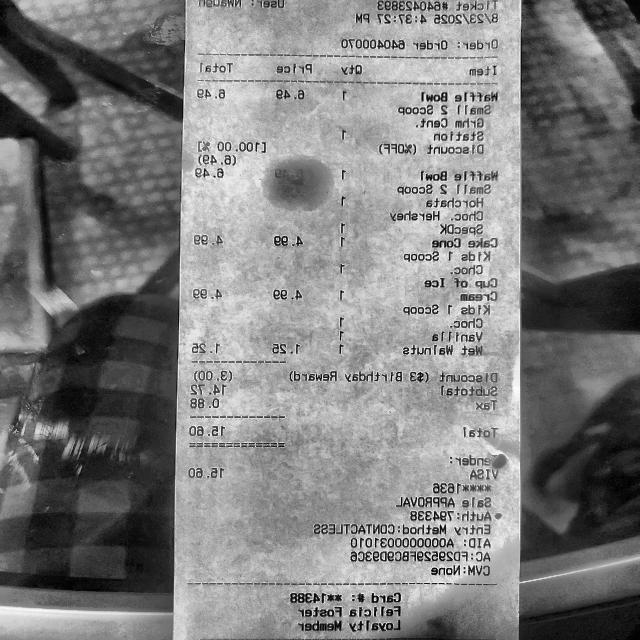 Ticket #640423893 User: NWaugh
8/23/2025 4:37:27 PM
Order: Order 640400070
Item Qty Price Total
Waffle Bowl 1 6.49 6.49
Small 2 Scoop
Grhm Cent.
Station 1
Discount (%OFF) [100.00 %]
(6.49)
Waffle Bowl 1 6.49 6.49
Small 2 Scoop
Horchata 1
Choc. Hershey
SpecDK 1
Cake Cone 1 4.99 4.99
Kids 1 Scoop
Choc. 1
Cup of Ice
Cream 1 4.99 4.99
Kids 1 Scoop
Choc. 1
Vanilla 1
Wet Walnuts 1 1.25 1.25
Discount ($3 Birthday Reward) (3.00)
Subtotal 14.72
Tax 0.88
Total 15.60
Tender:
VISA 15.60
*****1636
Sale APPROVAL
Auth:794338
Entry Method:CONTACTLESS
AID: A0000000031010
AC:FD29529FBC9D93C6
CVM:None
Card #: **14388
Felicia Foster
Loyalty Member